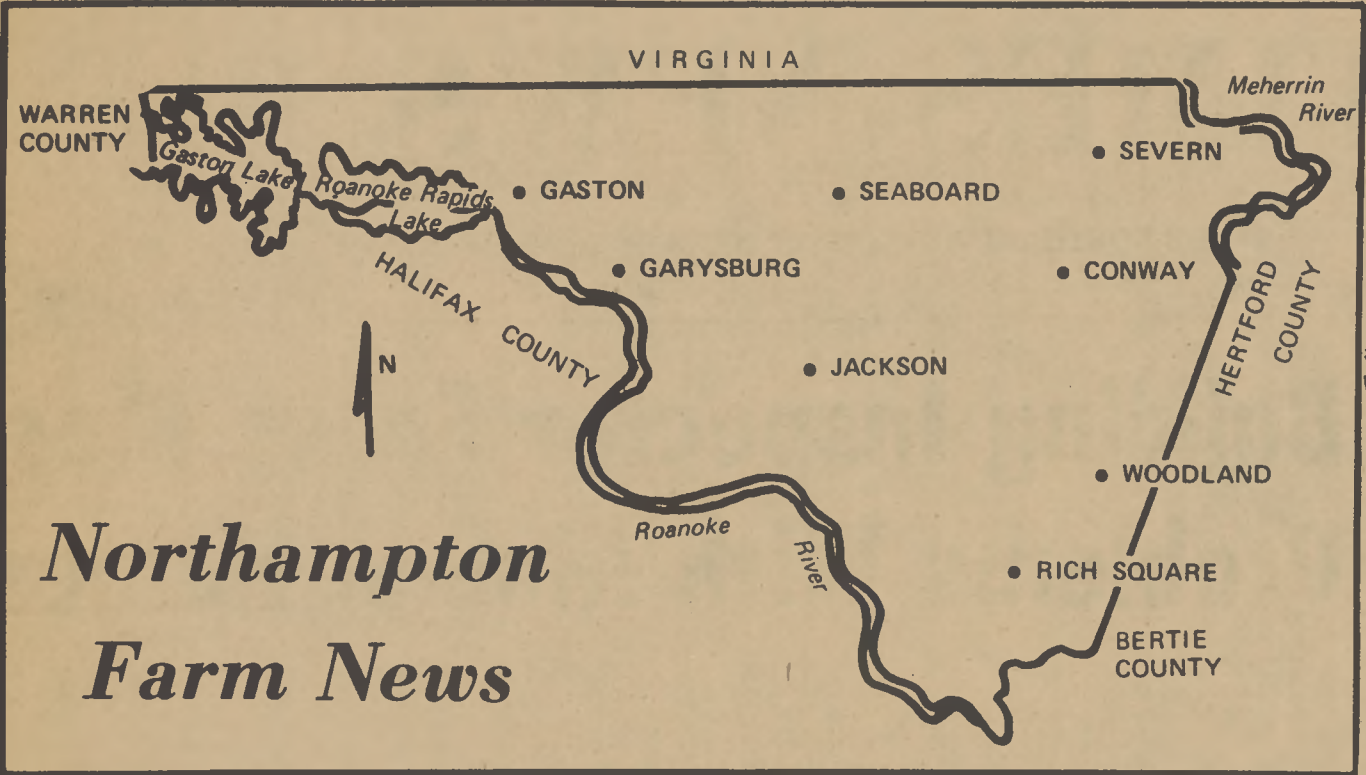 VIRGINIA
Meherrin
River
WARREN
COUNTY
Gaston Lake
Roanoke Rapids
Lake
SEVERN
GASTON
SEABOARD
GARYSBURG
CONWAY
HALIFAX COUNTY
HERTFORD
COUNTY
N
JACKSON
WOODLAND
Roanoke
River
RICH SQUARE
BERTIE
COUNTY
Northampton
Farm News